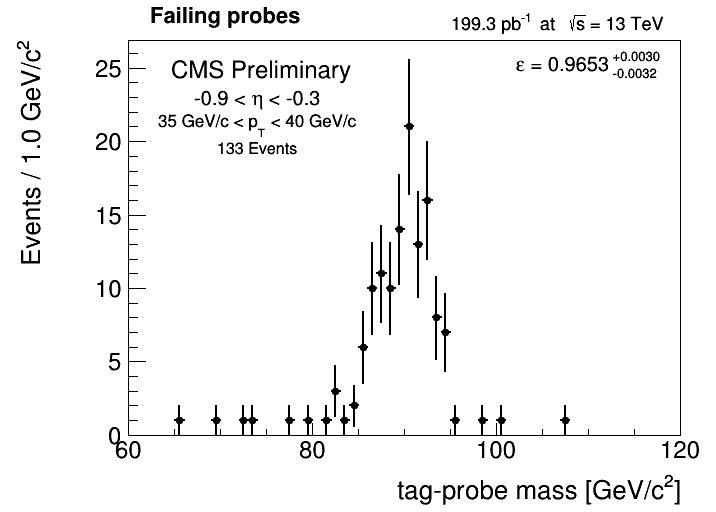 Failing probes
199.3 pb⁻¹ at √s = 13 TeV
CMS Preliminary
-0.9 < η < -0.3
35 GeV/c < p_T < 40 GeV/c
133 Events
ε = 0.9653 +0.0030 -0.0032
Events / 1.0 GeV/c²
25
20
15
10
5
0
60 80 100 120
tag-probe mass [GeV/c²]